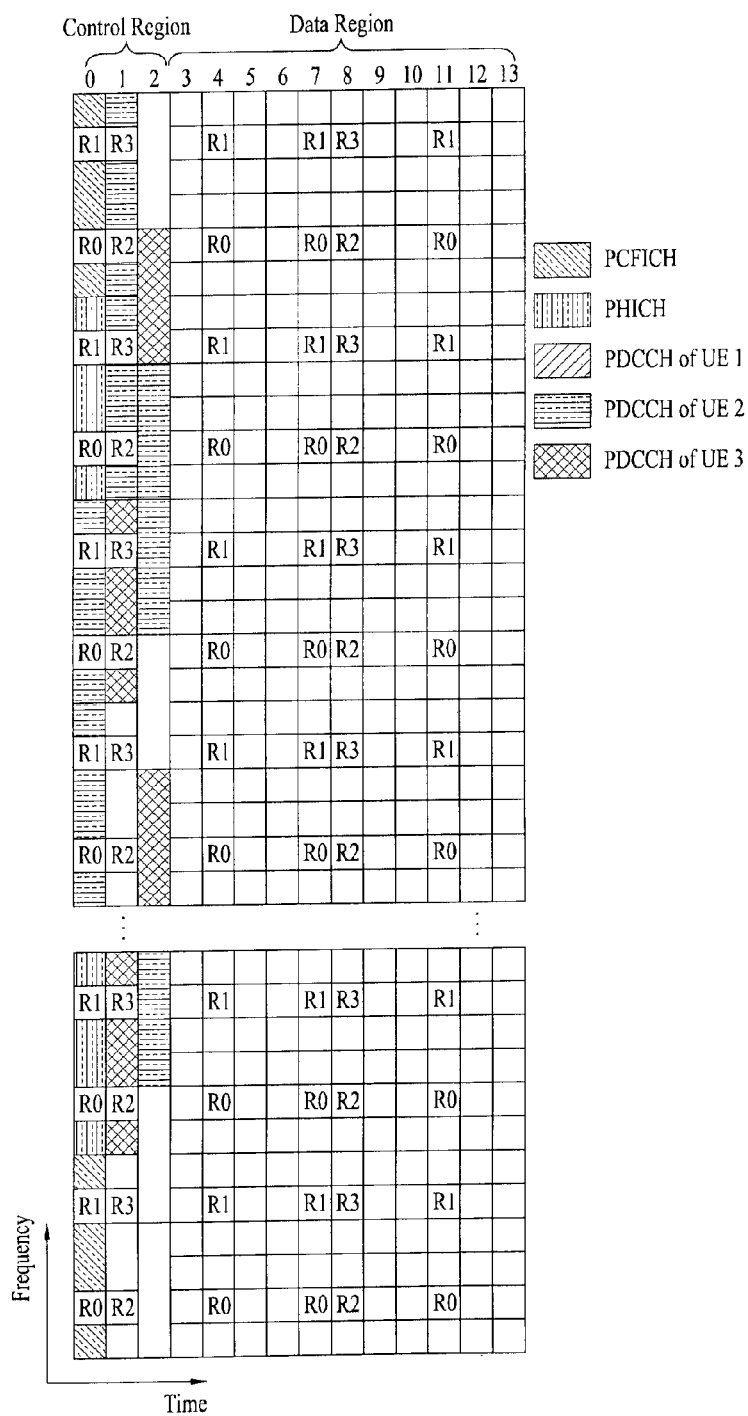 Control Region Data Region
0 1 2 3 4 5 6 7 8 9 10 11 12 13
R1 R3 R1 R1 R3 R1
R0 R2 R0 R0 R2 R0
PCFICH
PHICH
R1 R3 R1 R1 R3 R1
PDCCH of UE 1
PDCCH of UE 2
R0 R2 R0 R0 R2 R0
PDCCH of UE 3
R1 R3 R1 R1 R3 R1
R0 R2 R0 R0 R2 R0
R1 R3 R1 R1 R3 R1
R0 R2 R0 R0 R2 R0
R1 R3 R1 R1 R3 R1
R0 R2 R0 R0 R2 R0
R1 R3 R1 R1 R3 R1
Frequency
R0 R2 R0 R0 R2 R0
Time